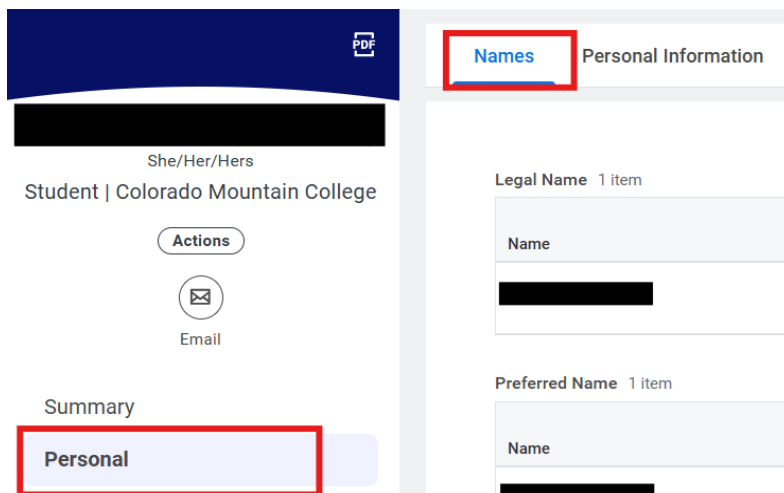 PDF
She/Her/Hers
Student | Colorado Mountain College
Actions
Email
Summary
Personal
Names Personal Information
Legal Name 1 item
Name
Preferred Name 1 item
Name